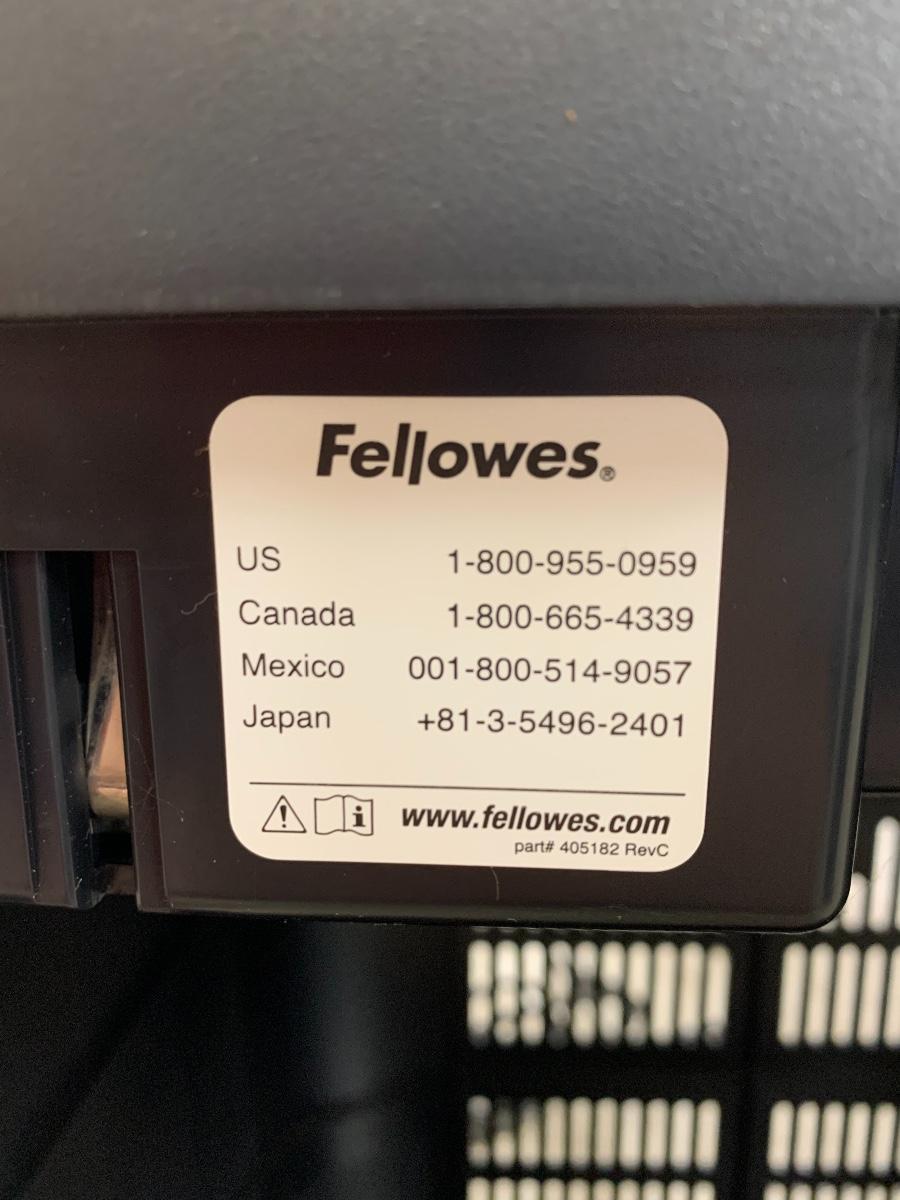 Fellowes®
US 1-800-955-0959
Canada 1-800-665-4339
Mexico 001-800-514-9057
Japan +81-3-5496-2401
www.fellowes.com
part# 405182 RevC